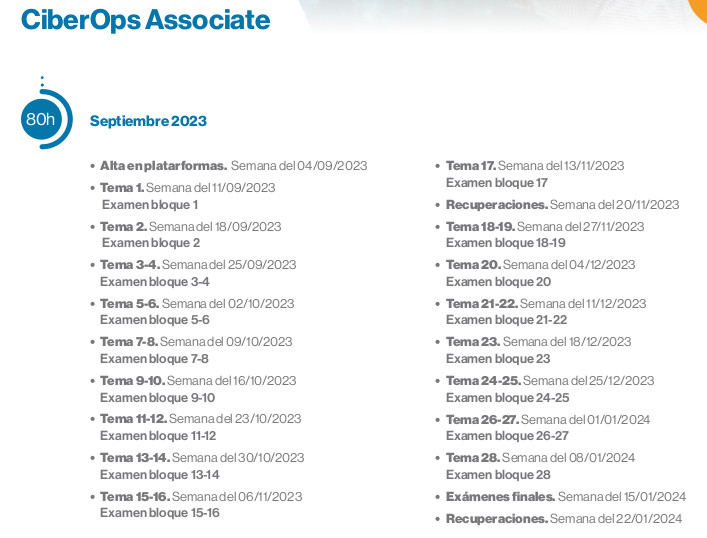 CiberOps Associate
80h
Septiembre 2023
• Alta en platarformas. Semana del 04/09/2023
• Tema 1. Semana del 11/09/2023
Examen bloque 1
• Tema 2. Semana del 18/09/2023
Examen bloque 2
• Tema 3-4. Semana del 25/09/2023
Examen bloque 3-4
• Tema 5-6. Semana del 02/10/2023
Examen bloque 5-6
• Tema 7-8. Semana del 09/10/2023
Examen bloque 7-8
• Tema 9-10. Semana del 16/10/2023
Examen bloque 9-10
• Tema 11-12. Semana del 23/10/2023
Examen bloque 11-12
• Tema 13-14. Semana del 30/10/2023
Examen bloque 13-14
• Tema 15-16. Semana del 06/11/2023
Examen bloque 15-16
• Tema 17. Semana del 13/11/2023
Examen bloque 17
• Recuperaciones. Semana del 20/11/2023
• Tema 18-19. Semana del 27/11/2023
Examen bloque 18-19
• Tema 20. Semana del 04/12/2023
Examen bloque 20
• Tema 21-22. Semana del 11/12/2023
Examen bloque 21-22
• Tema 23. Semana del 18/12/2023
Examen bloque 23
• Tema 24-25. Semana del 25/12/2023
Examen bloque 24-25
• Tema 26-27. Semana del 01/01/2024
Examen bloque 26-27
• Tema 28. Semana del 08/01/2024
Examen bloque 28
• Exámenes finales. Semana del 15/01/2024
• Recuperaciones. Semana del 22/01/2024